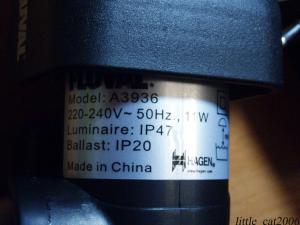 FLUVAL
FLUVAL®
Model: A3936
220-240V~ 50Hz, 11W
Luminaire: IP47
Ballast: IP20
HAGEN®
www.hagen.com
Made in China
little_cat2006